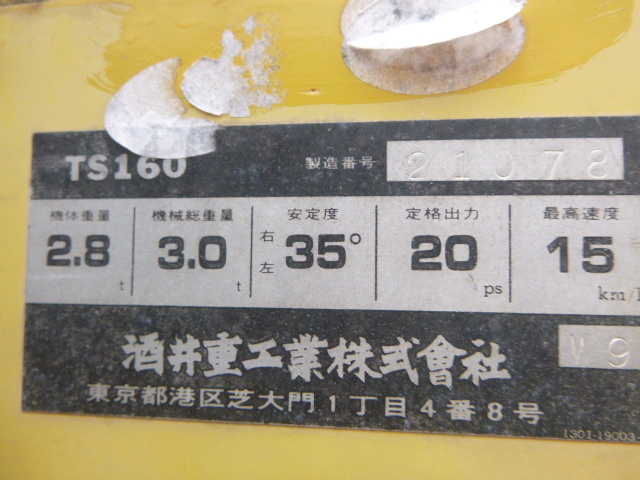 TS160 製造番号 21078
機体重量 機械総重量 安定度 定格出力 最高速度
2.8 t 3.0 t 右左 35° 20 ps 15 km/
酒井重工業株式會社 W9
東京都港区芝大門1丁目4番8号
1301-19003-